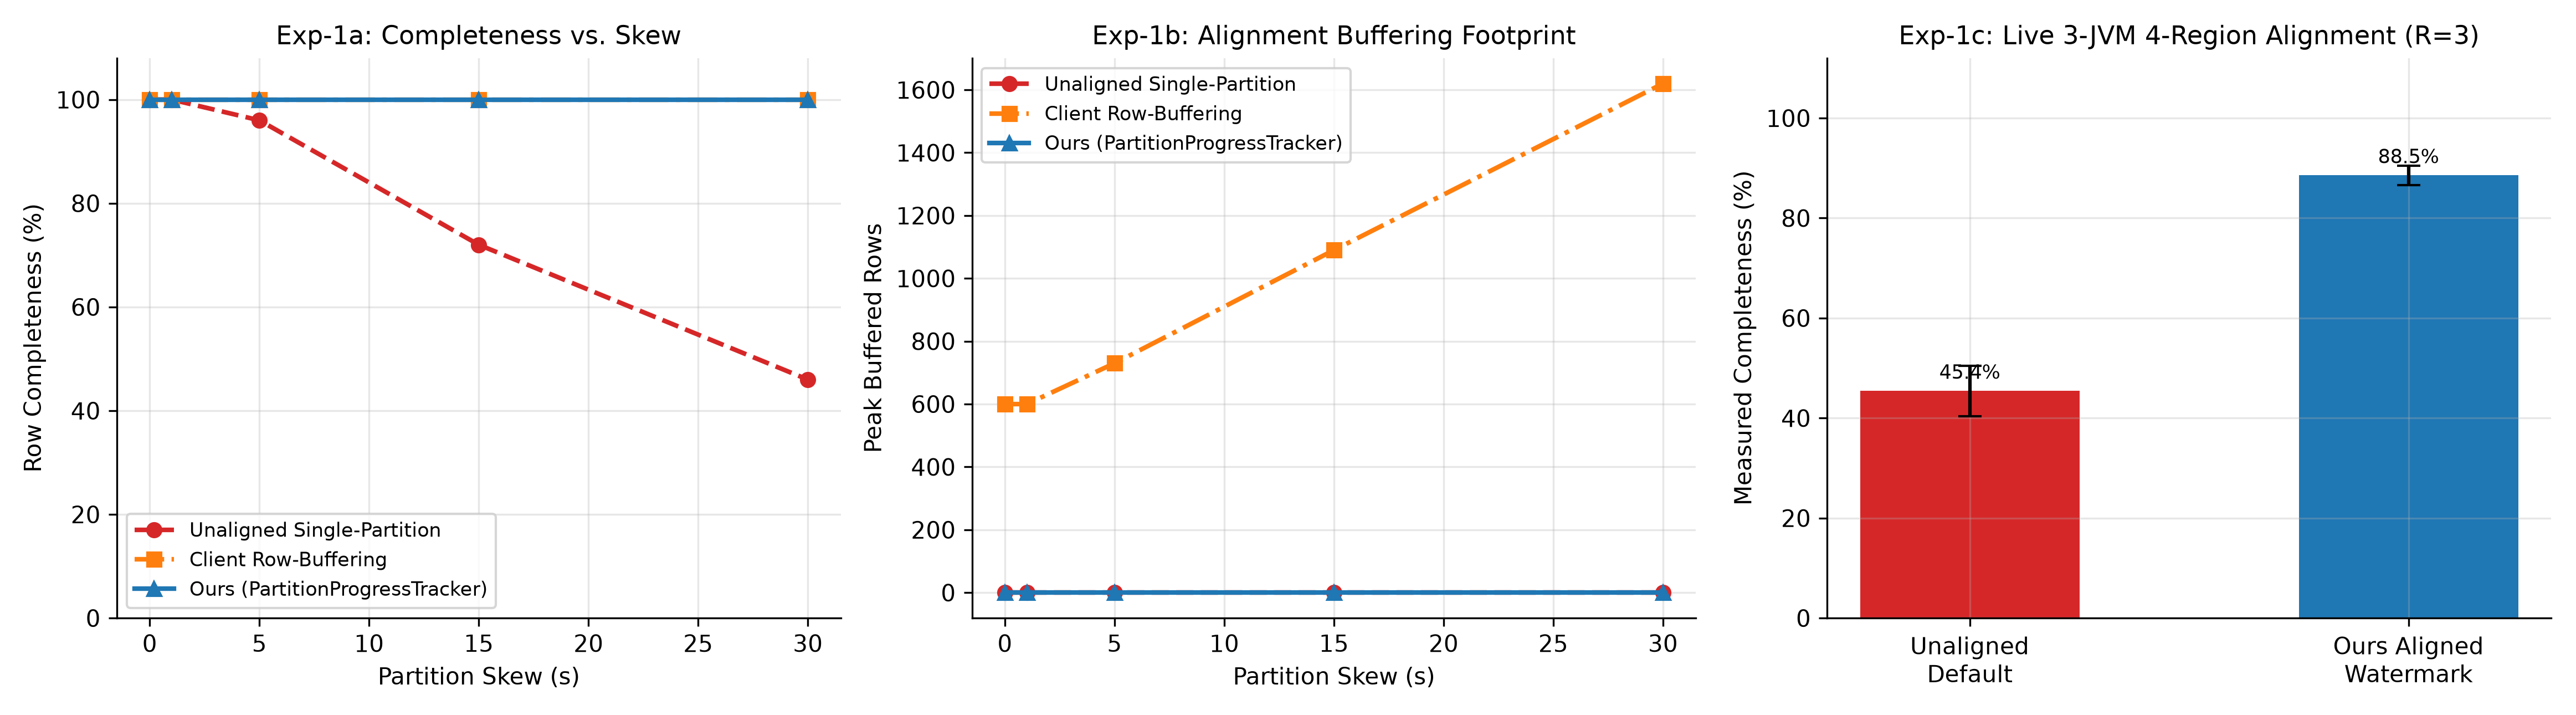 Exp-1a: Completeness vs. Skew
Row Completeness (%)
100
80
60
40
20
0
Unaligned Single-Partition
Client Row-Buffering
Ours (PartitionProgressTracker)
0 5 10 15 20 25 30
Partition Skew (s)
Exp-1b: Alignment Buffering Footprint
Peak Buffered Rows
1600
1400
1200
1000
800
600
400
200
0
Unaligned Single-Partition
Client Row-Buffering
Ours (PartitionProgressTracker)
0 5 10 15 20 25 30
Partition Skew (s)
Exp-1c: Live 3-JVM 4-Region Alignment (R=3)
Measured Completeness (%)
100
80
60
40
20
0
45.4%
88.5%
Unaligned
Default
Ours Aligned
Watermark